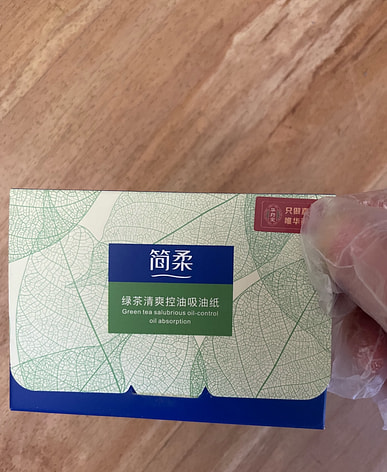 简柔
绿茶清爽控油吸油纸
Green tea salubrious oil-control
oil absorption